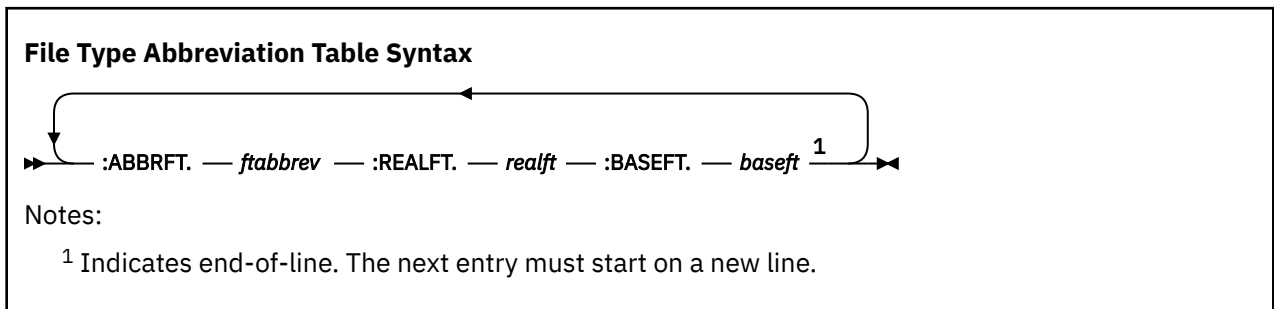 File Type Abbreviation Table Syntax
:ABBRFT. ftabbrev :REALFT. realft :BASEFT. baseft 1
Notes:
1 Indicates end-of-line. The next entry must start on a new line.